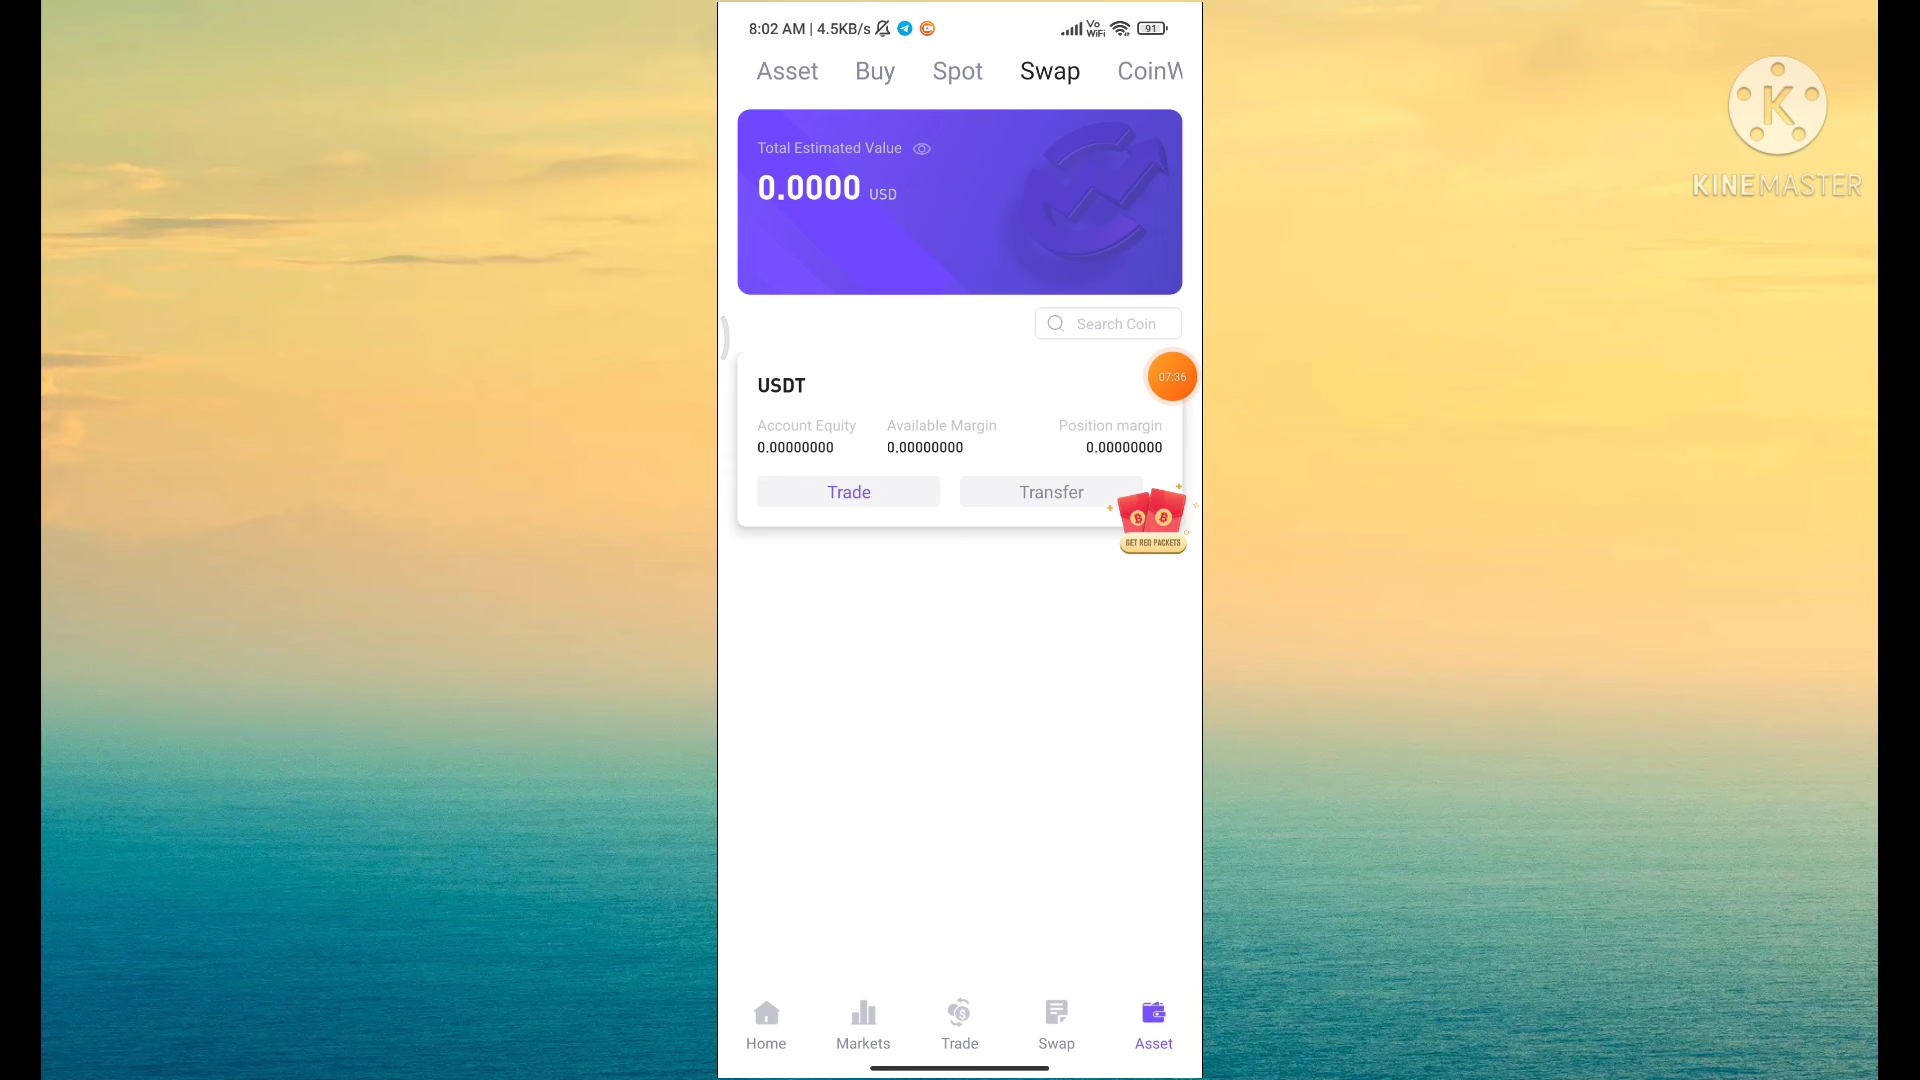 8:02 AM | 4.5KB/s
Vo
WiFi
91
Asset Buy Spot Swap CoinW
Total Estimated Value
0.0000 USD
Search Coin
07:36
USDT
Account Equity Available Margin Position margin
0.00000000 0.00000000 0.00000000
Trade Transfer
GET RED PACKETS
Home Markets Trade Swap Asset
K
KINEMASTER